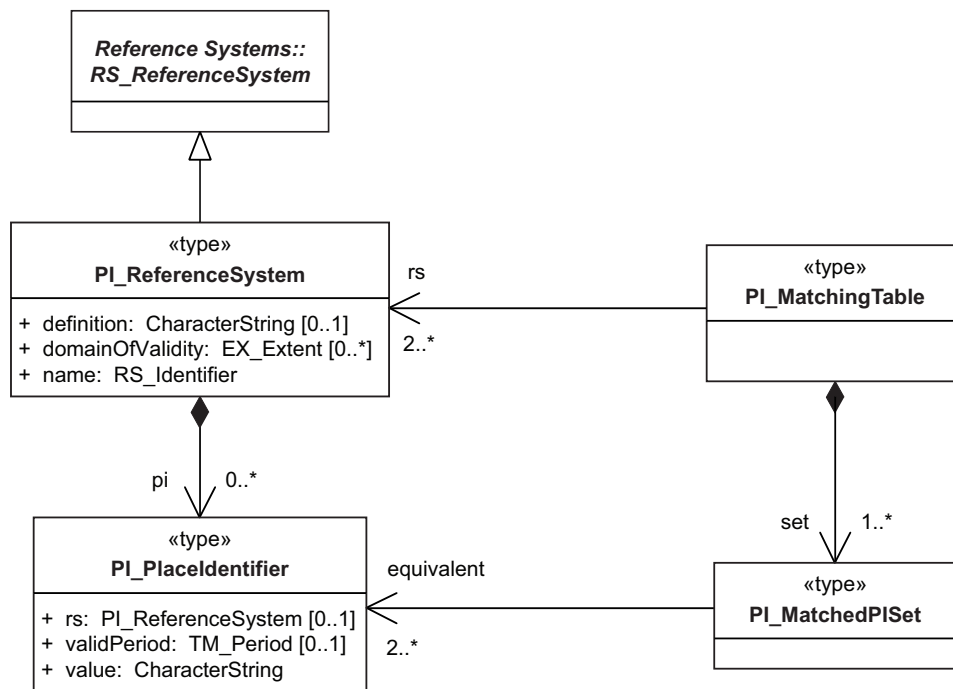 Reference Systems::
RS_ReferenceSystem
«type»
PI_ReferenceSystem
+ definition: CharacterString [0..1]
+ domainOfValidity: EX_Extent [0..*]
+ name: RS_Identifier
rs
2..*
«type»
PI_MatchingTable
pi
0..*
set
1..*
«type»
PI_PlaceIdentifier
+ rs: PI_ReferenceSystem [0..1]
+ validPeriod: TM_Period [0..1]
+ value: CharacterString
equivalent
2..*
«type»
PI_MatchedPISet